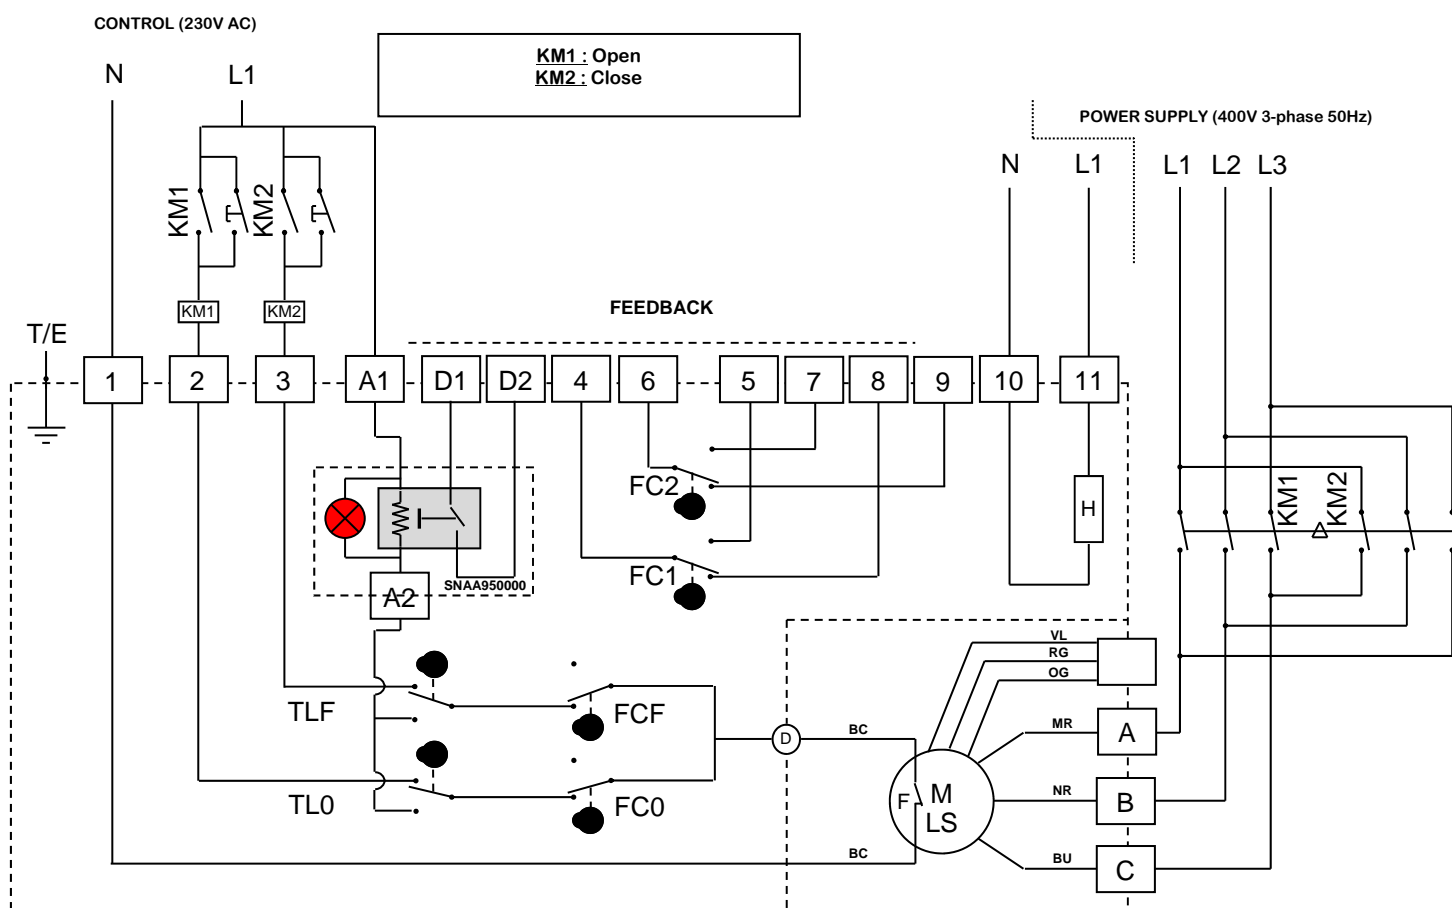 CONTROL (230V AC)
KM1 : Open
KM2 : Close
N
L1
POWER SUPPLY (400V 3-phase 50Hz)
N
L1
L1
L2
L3
KM1
KM2
KM1
KM2
FEEDBACK
T/E
1
2
3
A1
D1
D2
4
6
5
7
8
9
10
11
FC2
H
KM1
KM2
FC1
SNAA950000
A2
VL
RG
OG
TLF
FCF
D
BC
MR
A
TL0
FC0
F
M
LS
NR
B
BC
BU
C